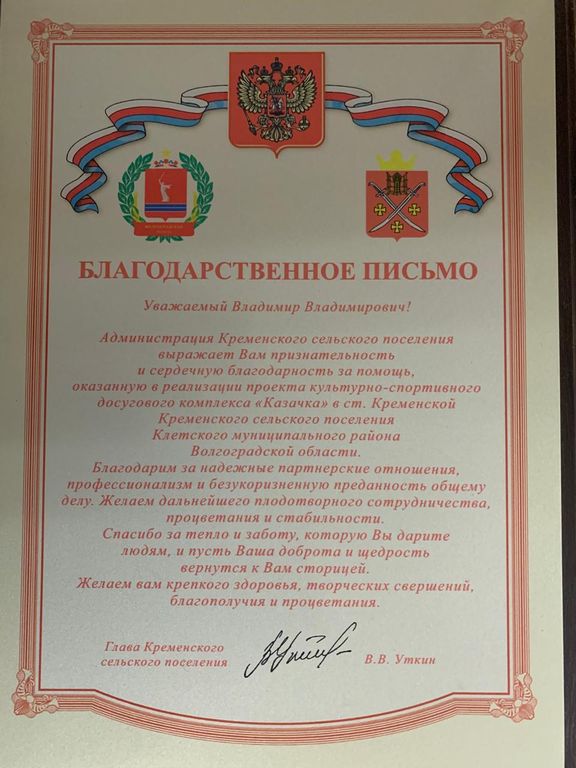 БЛАГОДАРСТВЕННОЕ ПИСЬМО
Уважаемый Владимир Владимирович!
Администрация Кременского сельского поселения
выражает Вам признательность
и сердечную благодарность за помощь,
оказанную в реализации проекта культурно-спортивного
досугового комплекса «Казачка» в ст. Кременской
Кременского сельского поселения
Клетского муниципального района
Волгоградской области.
Благодарим за надежные партнерские отношения,
профессионализм и безукоризненную преданность общему
делу. Желаем дальнейшего плодотворного сотрудничества,
процветания и стабильности.
Спасибо за тепло и заботу, которую Вы дарите
людям, и пусть Ваша доброта и щедрость
вернутся к Вам сторицей.
Желаем вам крепкого здоровья, творческих свершений,
благополучия и процветания.
Глава Кременского
сельского поселения
В.В. Уткин